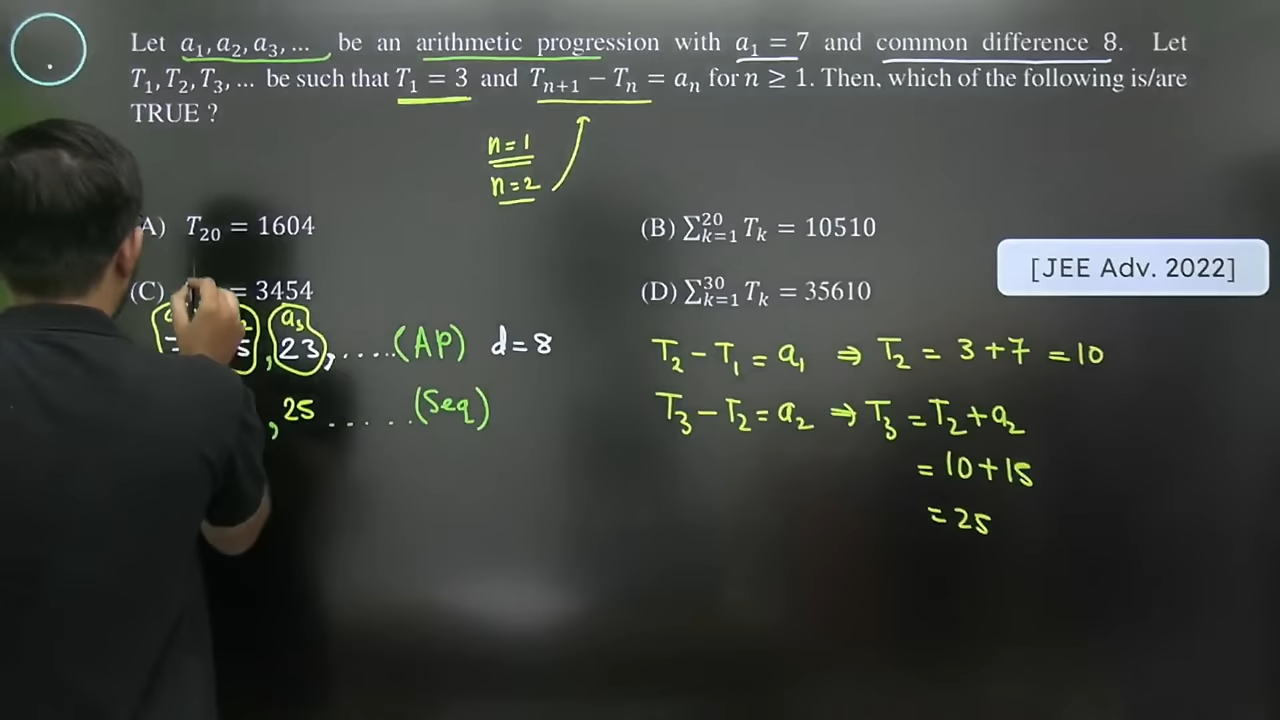 Let a₁, a₂, a₃, ... be an arithmetic progression with a₁ = 7 and common difference 8. Let
T₁, T₂, T₃, ... be such that T₁ = 3 and Tₙ₊₁ − Tₙ = aₙ for n ≥ 1. Then, which of the following is/are
TRUE ?
n=1
n=2
A) T₂₀ = 1604
(B) ∑²⁰ₖ₌₁ Tₖ = 10510
[JEE Adv. 2022]
(C) = 3454
(D) ∑³⁰ₖ₌₁ Tₖ = 35610
a₃
, 23, .... (AP) d=8
, 25 ...... (Seq)
T₂ − T₁ = a₁ ⇒ T₂ = 3+7 = 10
T₃ − T₂ = a₂ ⇒ T₃ = T₂ + a₂
= 10+15
= 25